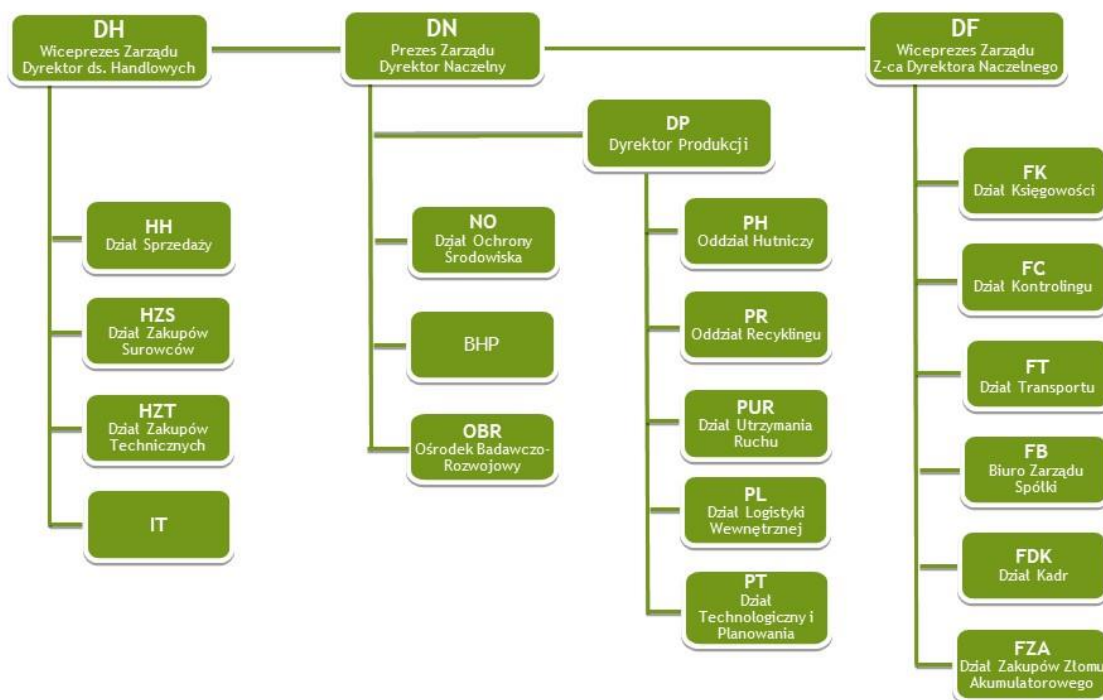 DH
Wiceprezes Zarządu
Dyrektor ds. Handlowych
DN
Prezes Zarządu
Dyrektor Naczelny
DF
Wiceprezes Zarządu
Z-ca Dyrektora Naczelnego
DP
Dyrektor Produkcji
HH
Dział Sprzedaży
HZS
Dział Zakupów
Surowców
HZT
Dział Zakupów
Technicznych
IT
NO
Dział Ochrony
Środowiska
BHP
OBR
Ośrodek Badawczo-
Rozwojowy
PH
Oddział Hutniczy
PR
Oddział Recyklingu
PUR
Dział Utrzymania
Ruchu
PL
Dział Logistyki
Wewnętrznej
PT
Dział
Technologiczny i
Planowania
FK
Dział Księgowości
FC
Dział Kontrolingu
FT
Dział Transportu
FB
Biuro Zarządu
Spółki
FDK
Dział Kadr
FZA
Dział Zakupów Złomu
Akumulatorowego